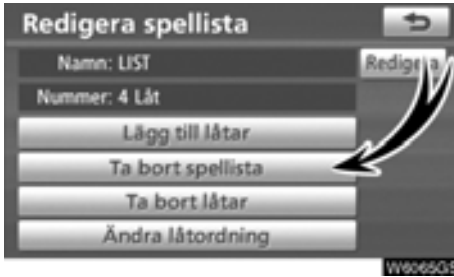 Redigera spellista
Namn: LIST
Redigera
Nummer: 4 Låt
Lägg till låtar
Ta bort spellista
Ta bort låtar
Ändra låtordning